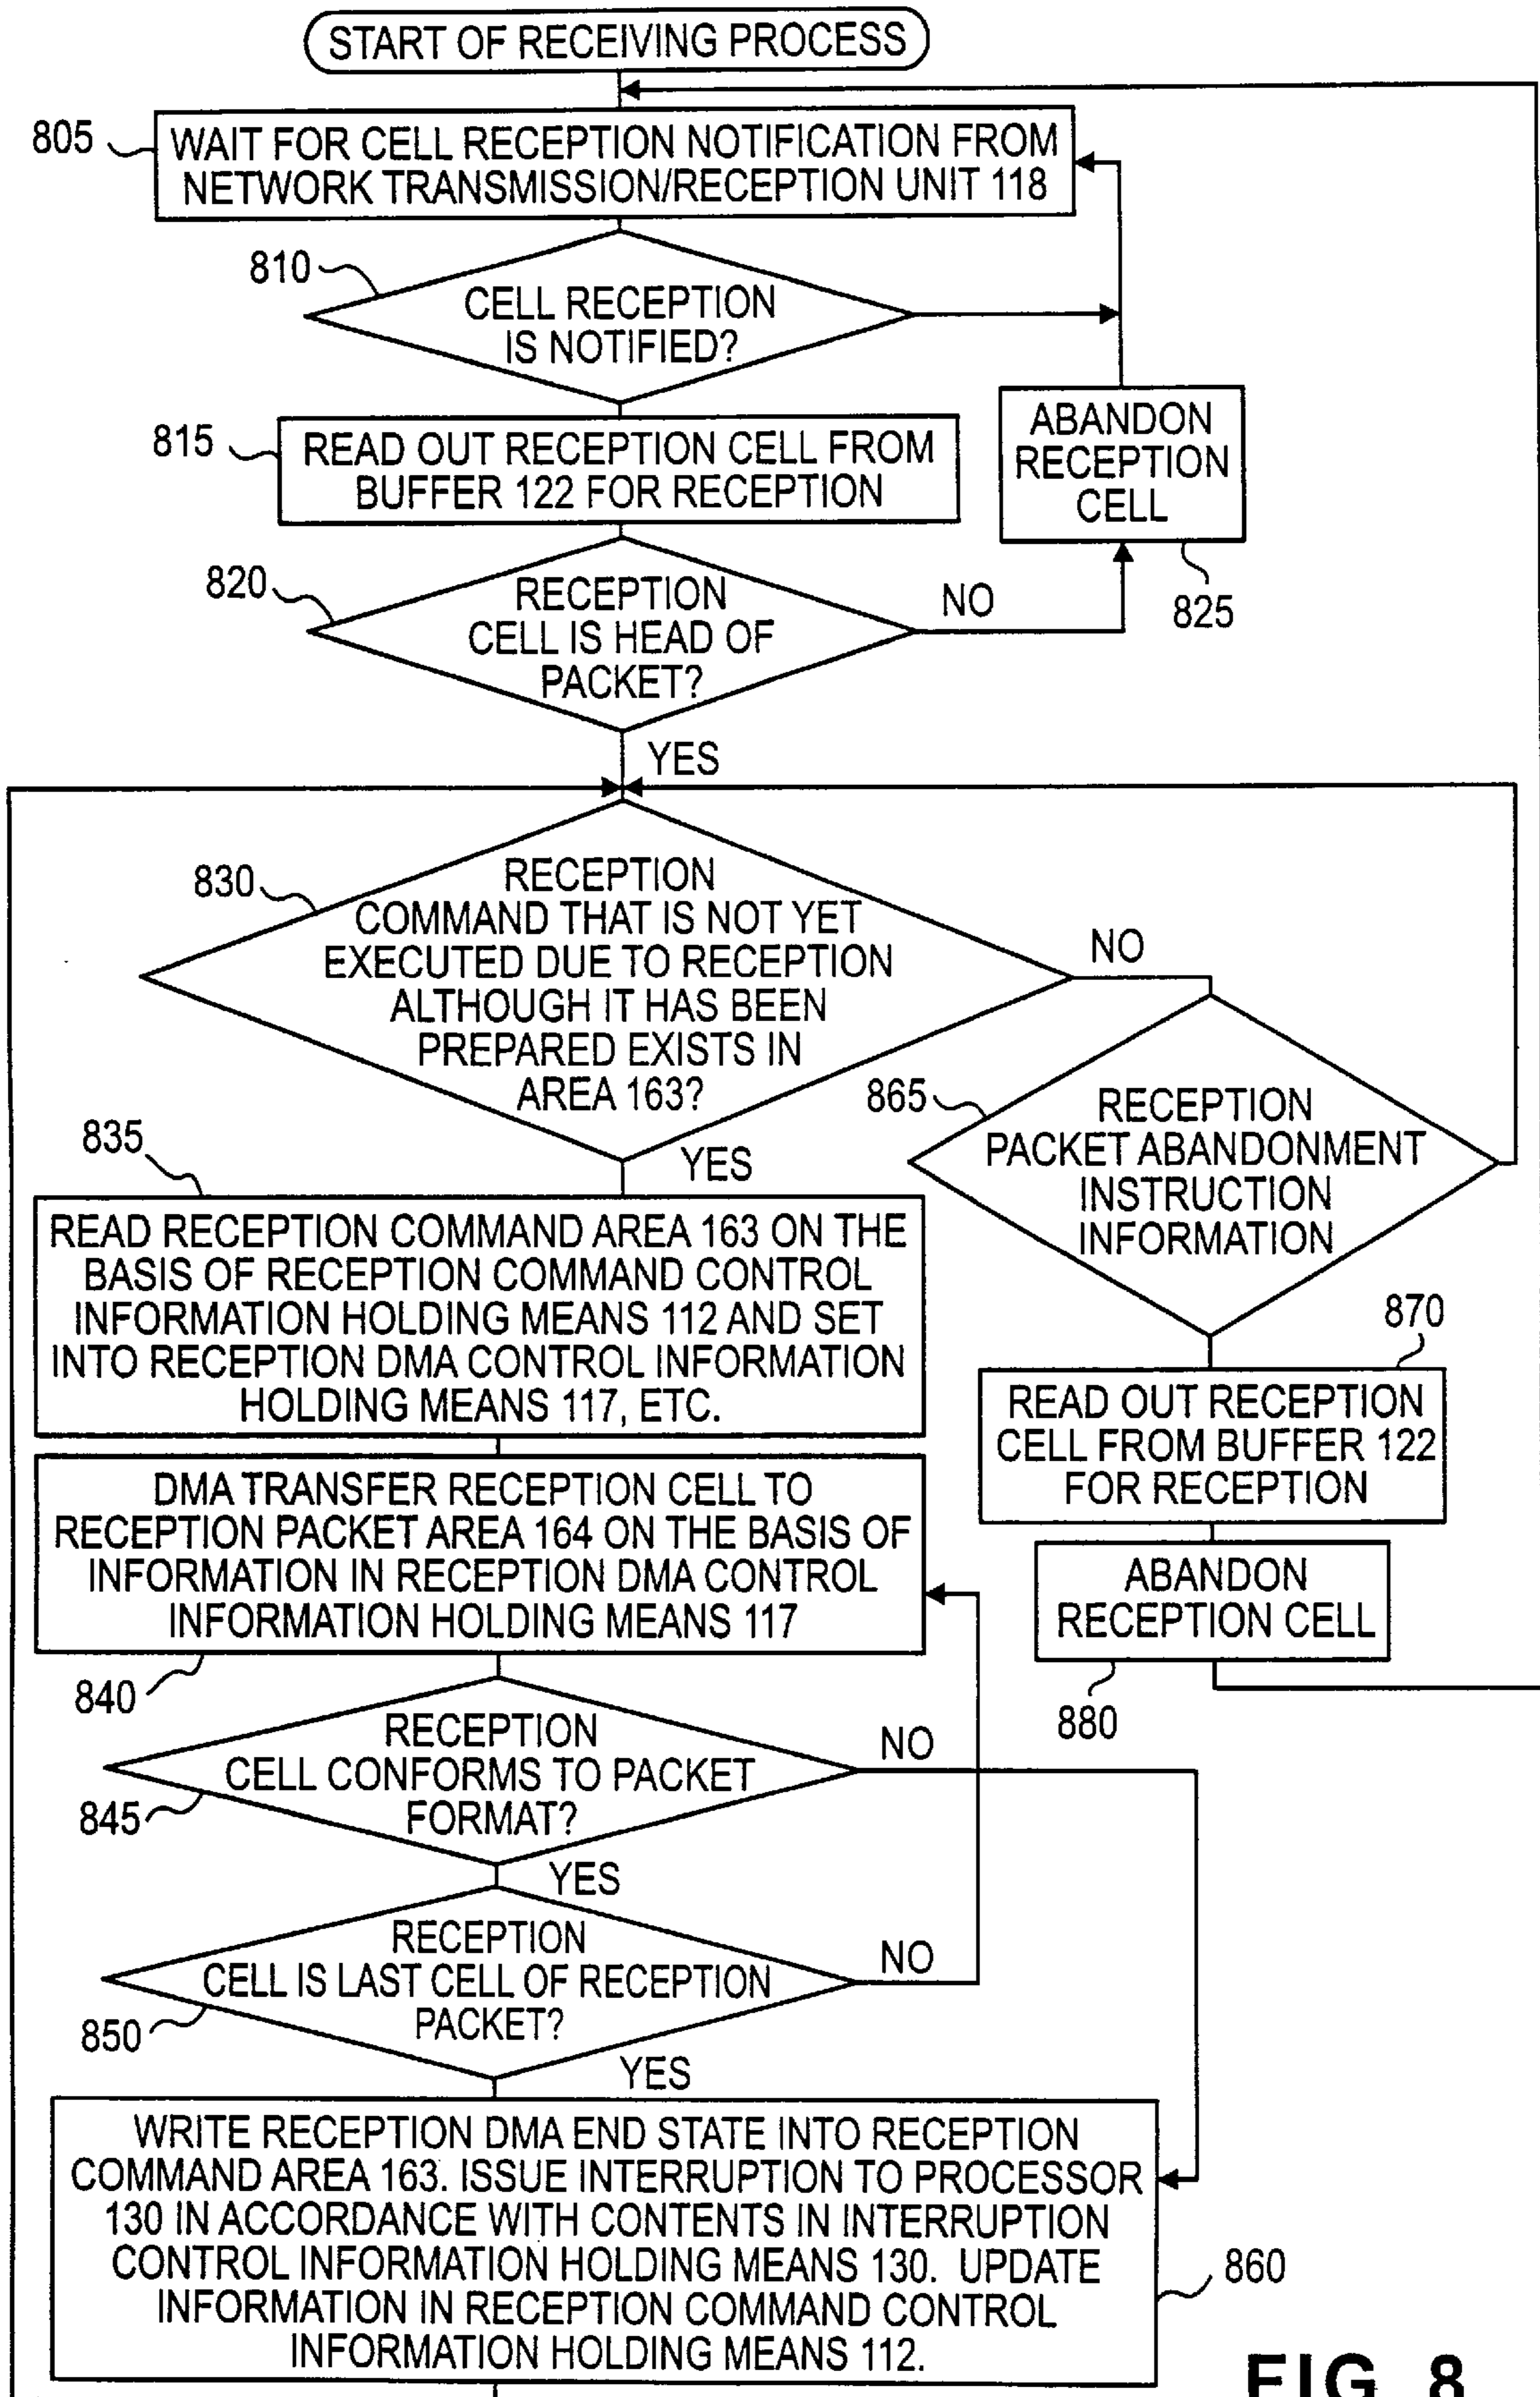 START OF RECEIVING PROCESS
805
WAIT FOR CELL RECEPTION NOTIFICATION FROM
NETWORK TRANSMISSION/RECEPTION UNIT 118
810
CELL RECEPTION
IS NOTIFIED?
815
READ OUT RECEPTION CELL FROM
BUFFER 122 FOR RECEPTION
ABANDON
RECEPTION
CELL
825
820
RECEPTION
CELL IS HEAD OF
PACKET?
NO
YES
830
RECEPTION
COMMAND THAT IS NOT YET
EXECUTED DUE TO RECEPTION
ALTHOUGH IT HAS BEEN
PREPARED EXISTS IN
AREA 163?
NO
YES
865
RECEPTION
PACKET ABANDONMENT
INSTRUCTION
INFORMATION
835
READ RECEPTION COMMAND AREA 163 ON THE
BASIS OF RECEPTION COMMAND CONTROL
INFORMATION HOLDING MEANS 112 AND SET
INTO RECEPTION DMA CONTROL INFORMATION
HOLDING MEANS 117, ETC.
870
READ OUT RECEPTION
CELL FROM BUFFER 122
FOR RECEPTION
DMA TRANSFER RECEPTION CELL TO
RECEPTION PACKET AREA 164 ON THE BASIS OF
INFORMATION IN RECEPTION DMA CONTROL
INFORMATION HOLDING MEANS 117
840
ABANDON
RECEPTION CELL
880
RECEPTION
CELL CONFORMS TO PACKET
FORMAT?
845
NO
YES
RECEPTION
CELL IS LAST CELL OF RECEPTION
PACKET?
850
NO
YES
WRITE RECEPTION DMA END STATE INTO RECEPTION
COMMAND AREA 163. ISSUE INTERRUPTION TO PROCESSOR
130 IN ACCORDANCE WITH CONTENTS IN INTERRUPTION
CONTROL INFORMATION HOLDING MEANS 130. UPDATE
INFORMATION IN RECEPTION COMMAND CONTROL
INFORMATION HOLDING MEANS 112.
860
FIG. 8